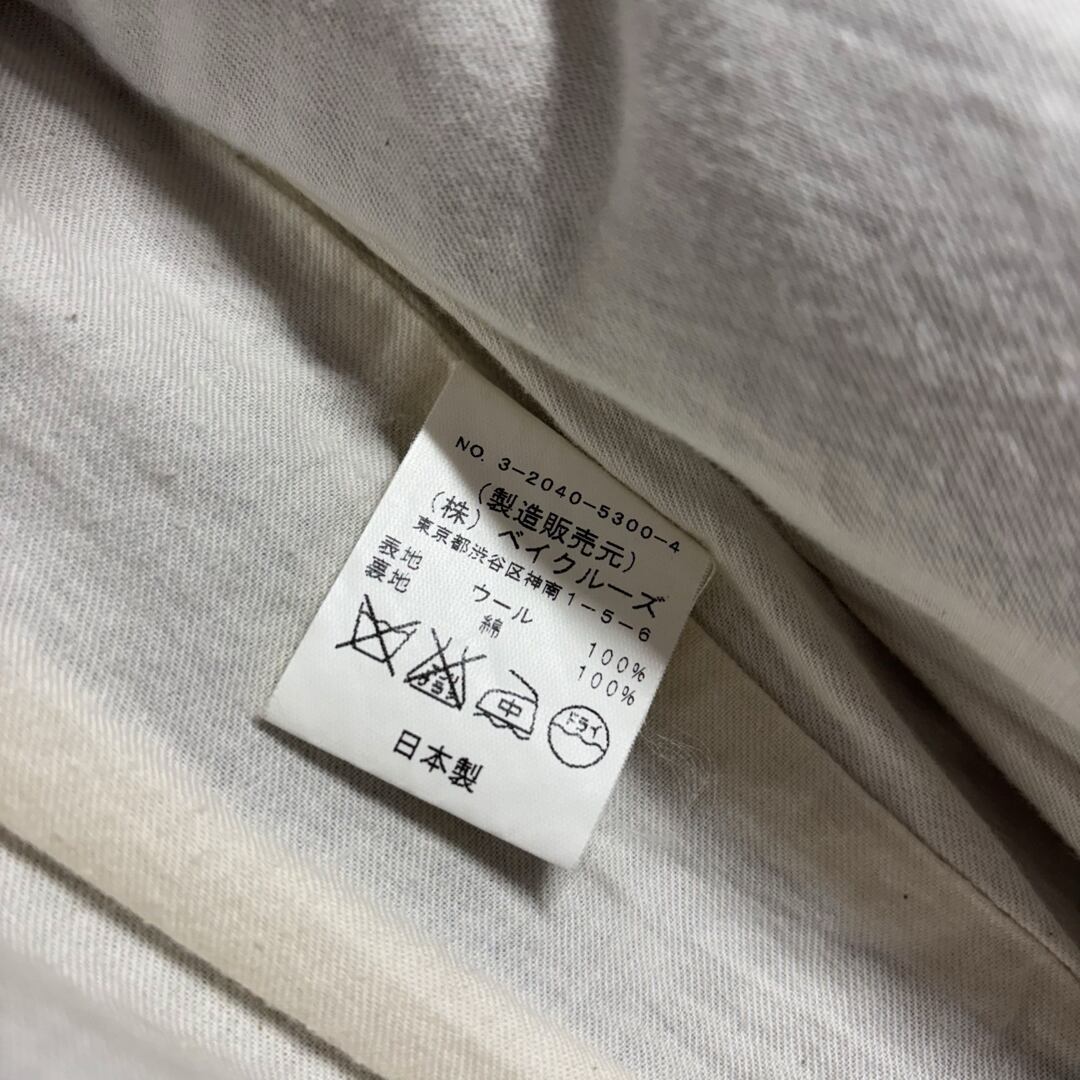 NO. 3-2040-5300-4
(製造販売元)
(株)ベイクルーズ
東京都渋谷区神南1-5-6
表地 ウール 100%
裏地 綿 100%
中 ドライ
日本製